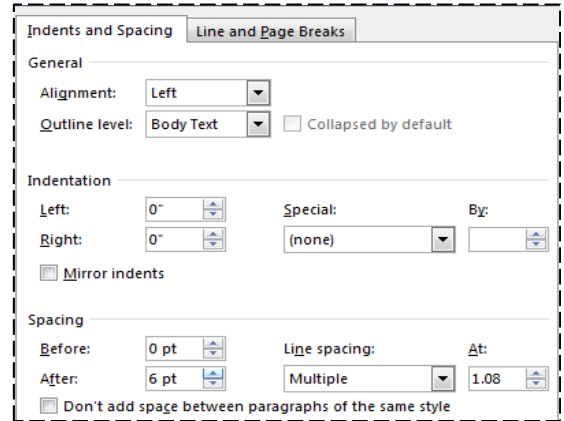 Indents and Spacing Line and Page Breaks
General
Alignment: Left
Outline level: Body Text Collapsed by default
Indentation
Left: 0" Special: By:
Right: 0" (none)
Mirror indents
Spacing
Before: 0 pt Line spacing: At:
After: 6 pt Multiple 1.08
Don't add space between paragraphs of the same style